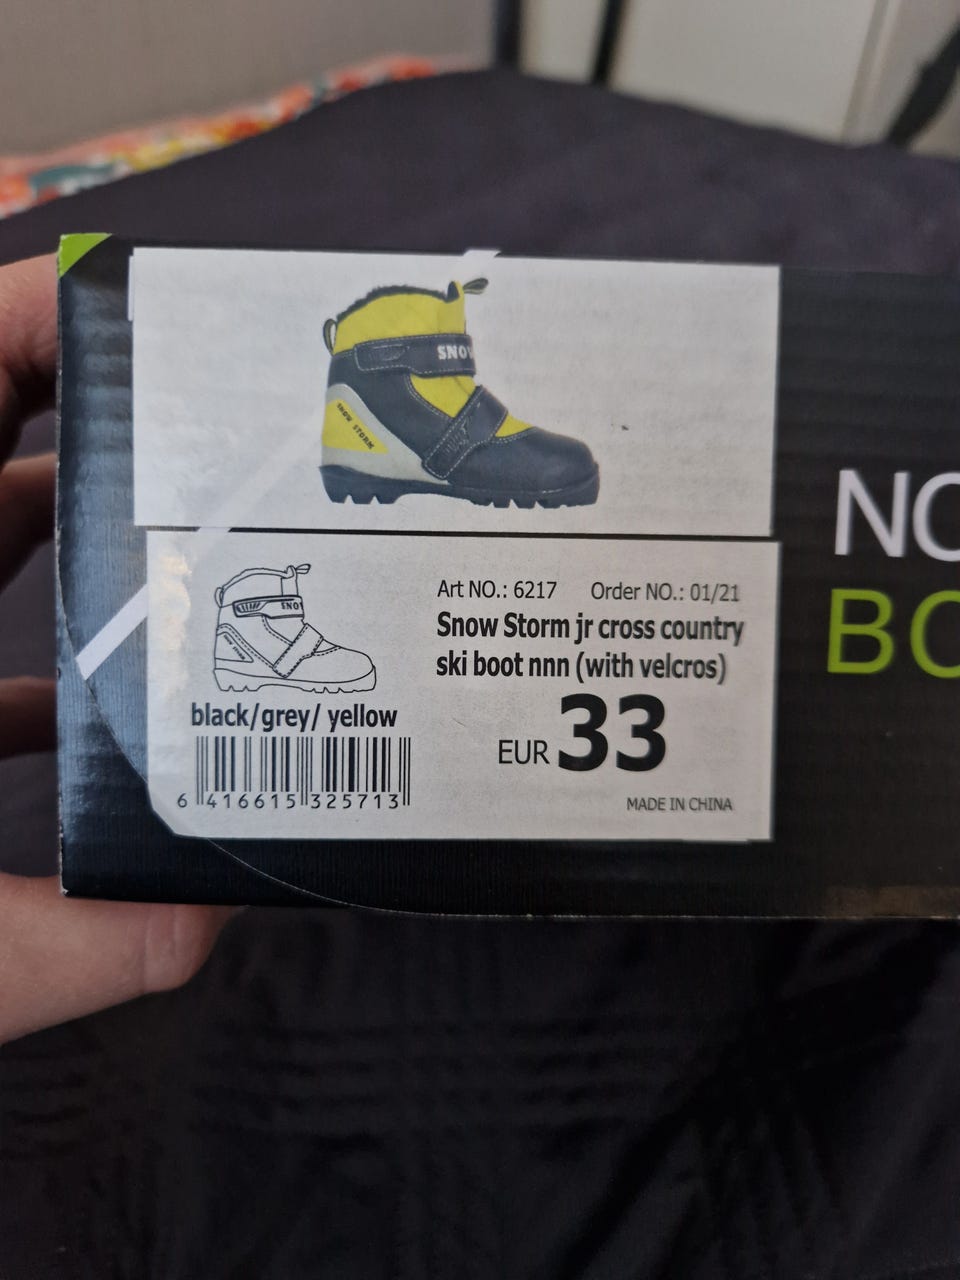 SNOW
SNOW STORM
NO
BO
Art NO.: 6217 Order NO.: 01/21
Snow Storm jr cross country
ski boot nnn (with velcros)
SNO
black/grey/ yellow
EUR 33
6 416615 325713
MADE IN CHINA